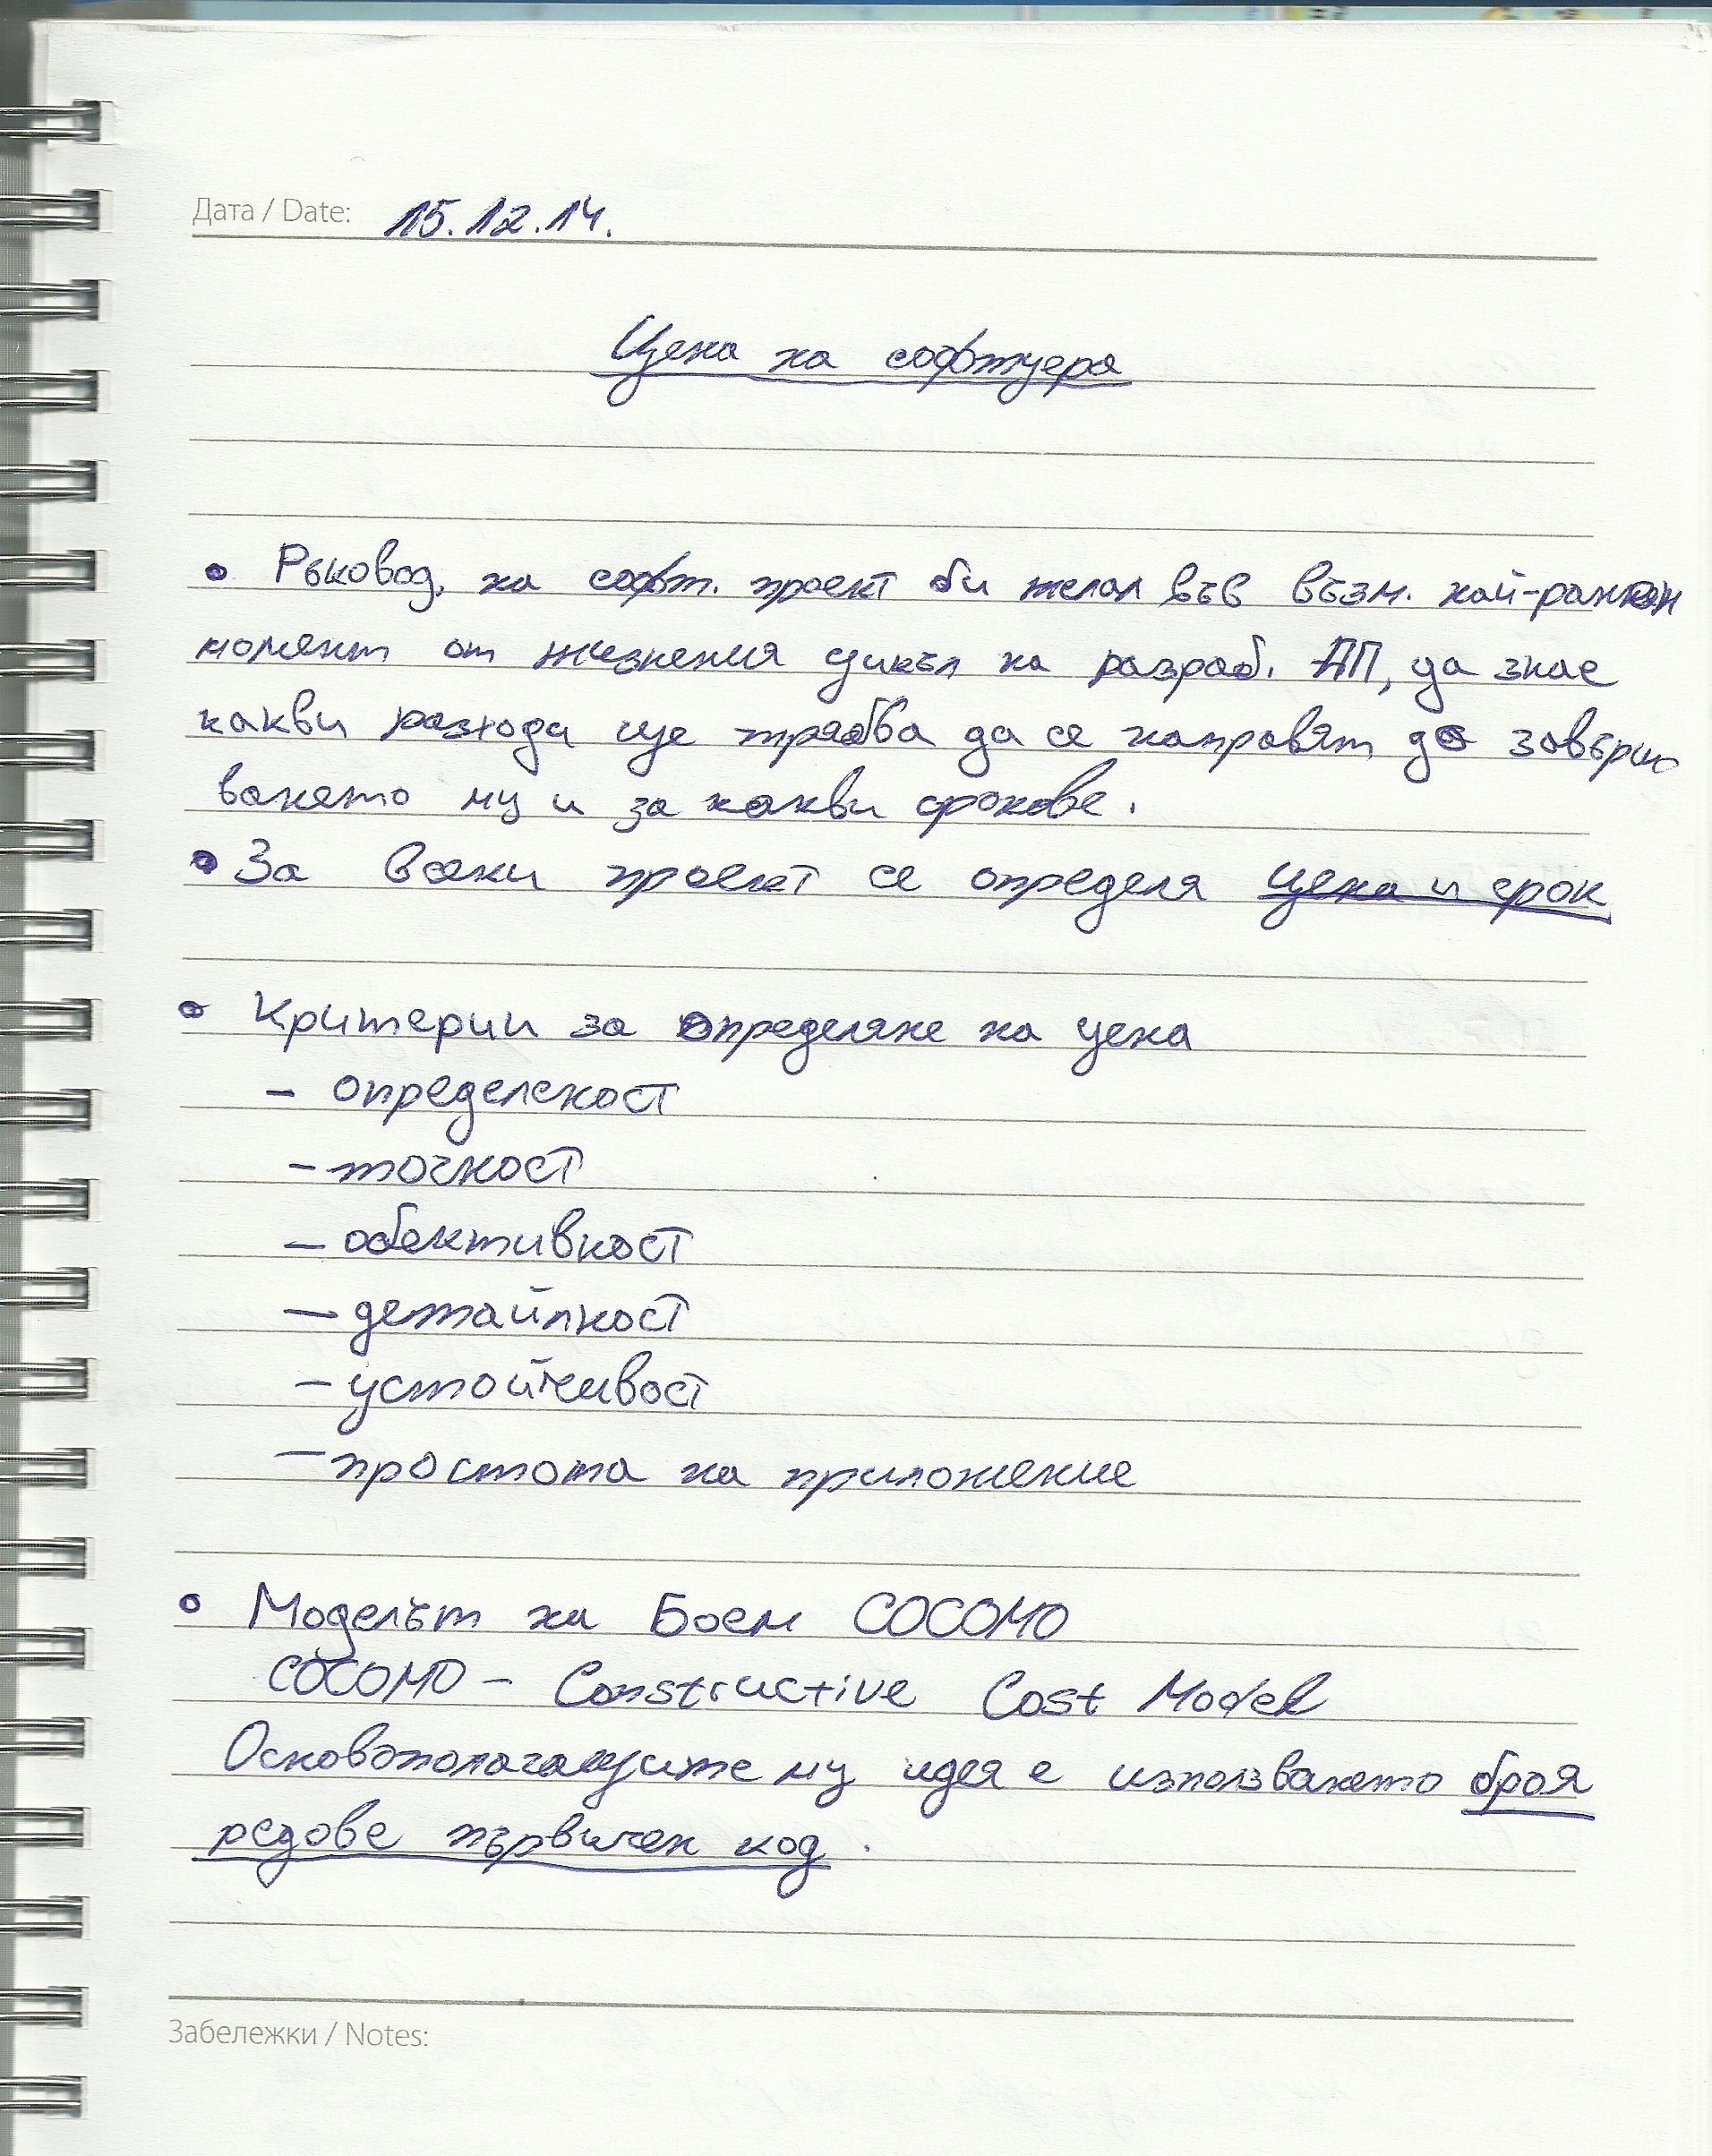 Дата / Date: 15.12.14.
Цена на софтуера
• Ръковод. на софт. проект би желал във възм. най-ранен
момент от жизнения цикъл на разраб. ПП, да знае
какви разходи ще трябва да се направят до завърш
ването му и за какви срокове.
• За всеки проект се определя цена и срок
• Критерии за определяне на цена
- определеност
- точност
- обективност
- детайлност
- устойчивост
- простота на приложение
• Моделът на Боем COCOMO
COCOMO - Constructive Cost Model
Основополагащите му идея е използването броя
редове първичен код.
Забележки / Notes: